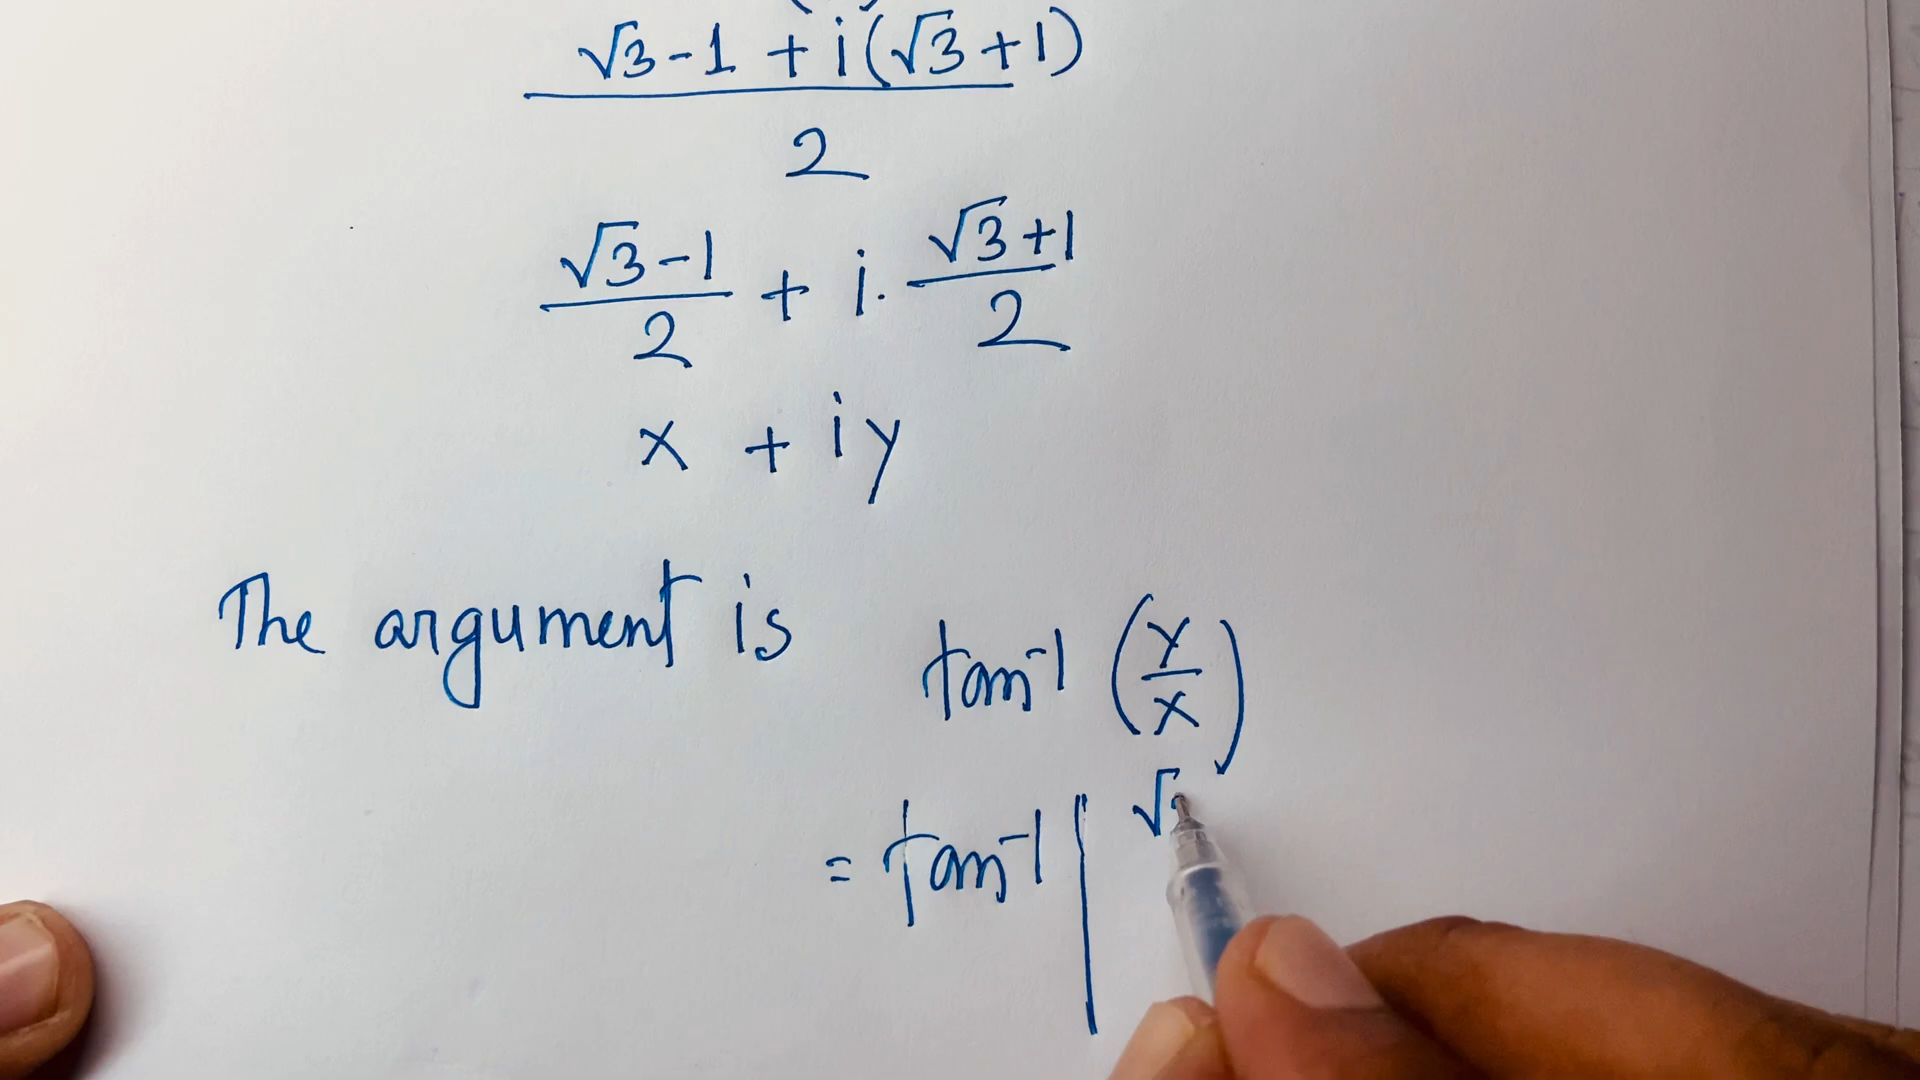 √3-1 + i(√3+1)
2
√3-1 + i. √3+1
2 2
x + iy
The argument is tan⁻¹ (y/x)
= tan⁻¹ | √